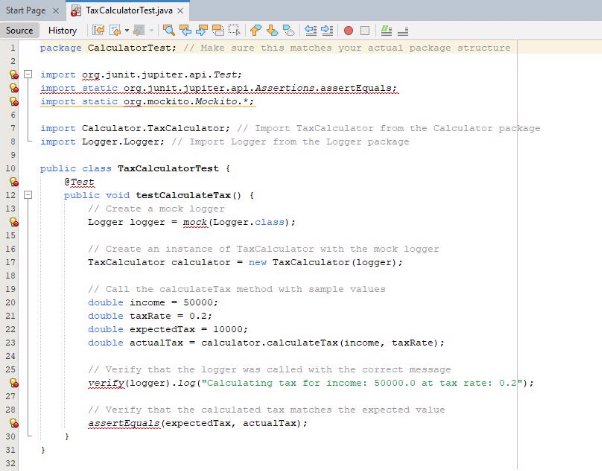 Start Page
TaxCalculatorTest.java
Source History
1 package CalculatorTest; // Make sure this matches your actual package structure
2
import org.junit.jupiter.api.Test;
import static org.junit.jupiter.api.Assertions.assertEquals;
import static org.mockito.Mockito.*;
6
7 import Calculator.TaxCalculator; // Import TaxCalculator from the Calculator package
8 import Logger.Logger; // Import Logger from the Logger package
9
10 public class TaxCalculatorTest {
@Test
12 public void testCalculateTax() {
13 // Create a mock logger
Logger logger = mock(Logger.class);
15
16 // Create an instance of TaxCalculator with the mock logger
17 TaxCalculator calculator = new TaxCalculator(logger);
18
19 // Call the calculateTax method with sample values
20 double income = 50000;
21 double taxRate = 0.2;
22 double expectedTax = 10000;
23 double actualTax = calculator.calculateTax(income, taxRate);
24
25 // Verify that the logger was called with the correct message
verify(logger).log("Calculating tax for income: 50000.0 at tax rate: 0.2");
27
28 // Verify that the calculated tax matches the expected value
assertEquals(expectedTax, actualTax);
30 }
31 }
32